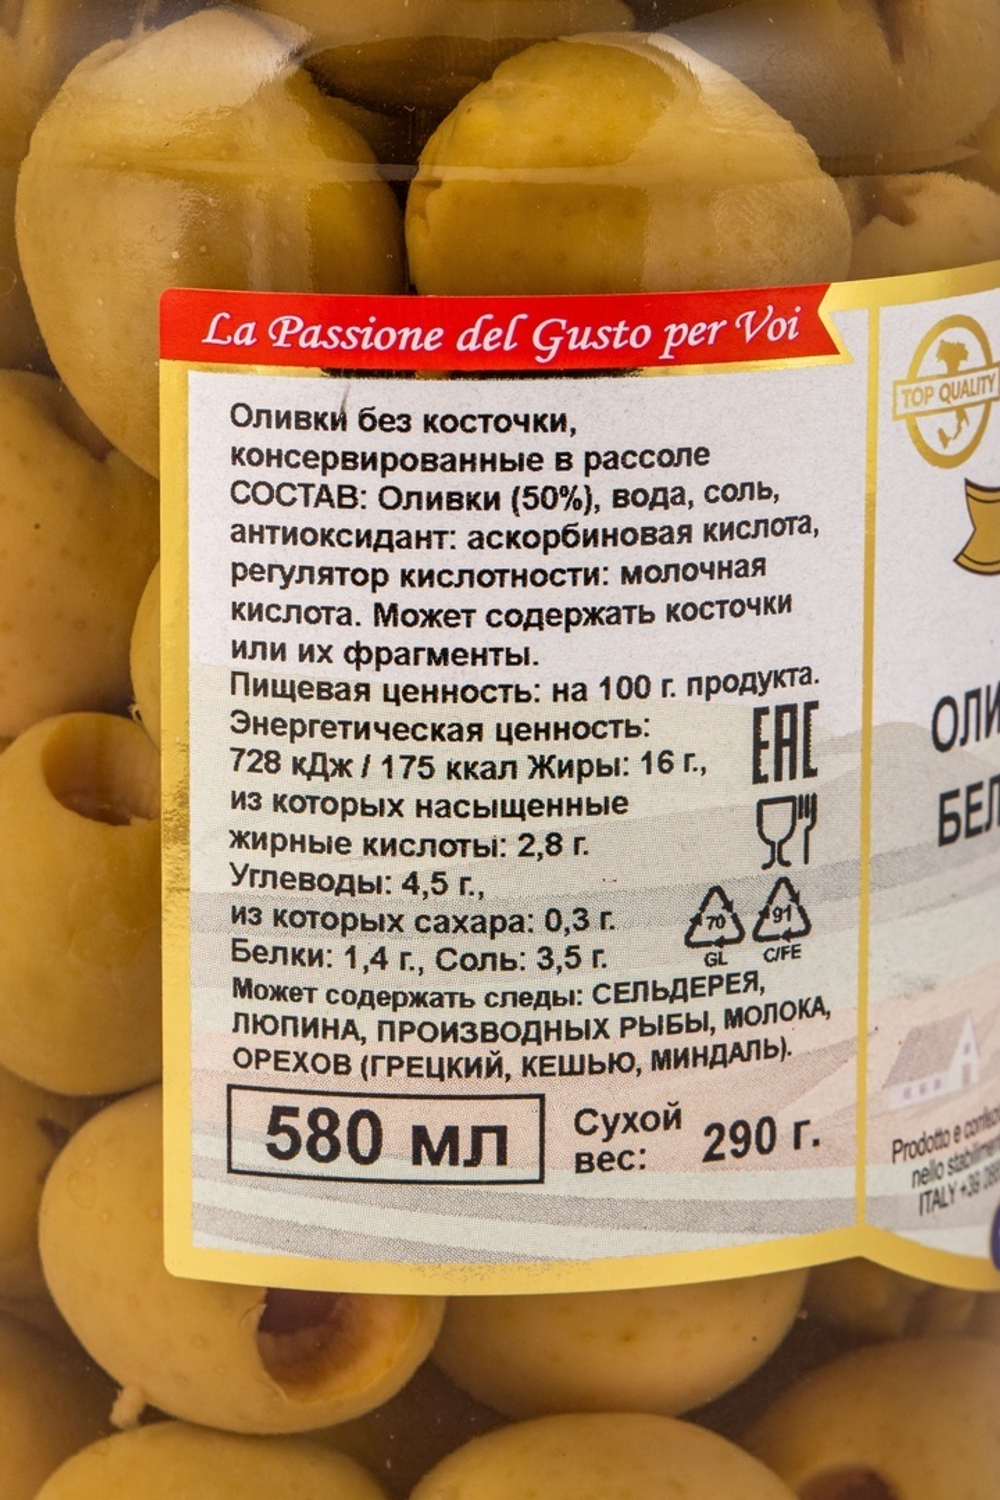 La Passione del Gusto per Voi
Оливки без косточки,
консервированные в рассоле
СОСТАВ: Оливки (50%), вода, соль,
антиоксидант: аскорбиновая кислота,
регулятор кислотности: молочная
кислота. Может содержать косточки
или их фрагменты.
Пищевая ценность: на 100 г. продукта.
Энергетическая ценность:
728 кДж / 175 ккал Жиры: 16 г.,
из которых насыщенные
жирные кислоты: 2,8 г.
Углеводы: 4,5 г.,
из которых сахара: 0,3 г.
Белки: 1,4 г., Соль: 3,5 г.
Может содержать следы: СЕЛЬДЕРЕЯ,
ЛЮПИНА, ПРОИЗВОДНЫХ РЫБЫ, МОЛОКА,
ОРЕХОВ (ГРЕЦКИЙ, КЕШЬЮ, МИНДАЛЬ).
580 мл
Сухой
вес: 290 г.
EAC
70
GL
91
C/FE
TOP QUALITY
ОЛИ
БЕЛ
Prodotto e
nello
ITALY +39